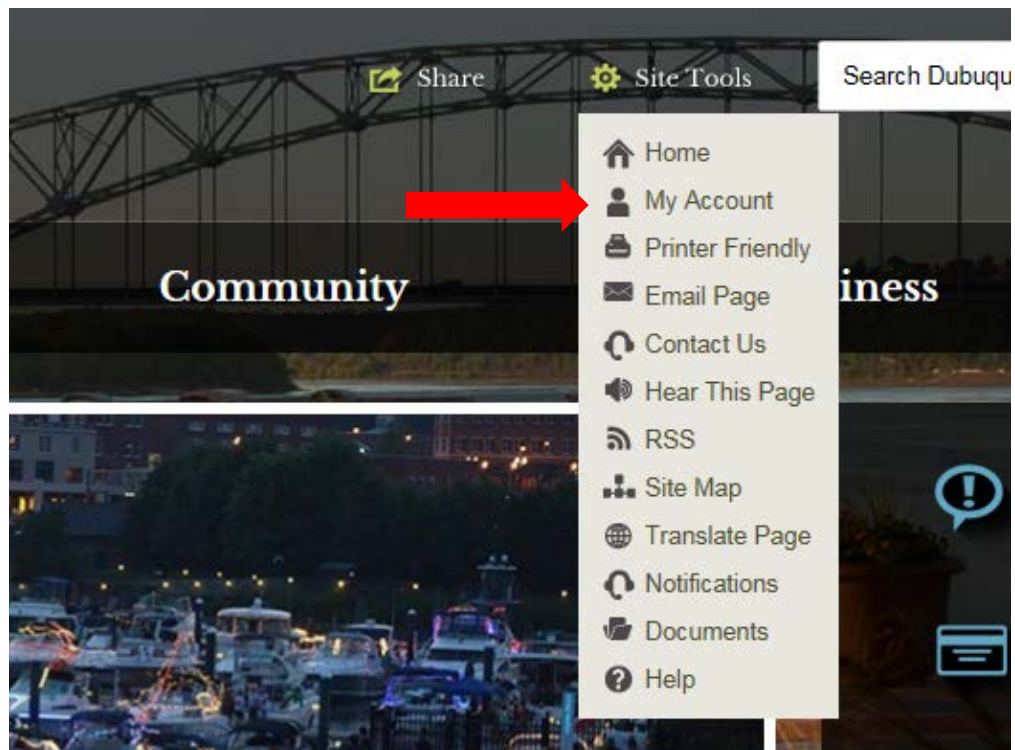 Share
Site Tools
Search Dubuqu
Home
My Account
Printer Friendly
Email Page
Contact Us
Hear This Page
RSS
Site Map
Translate Page
Notifications
Documents
Help
Community
iness